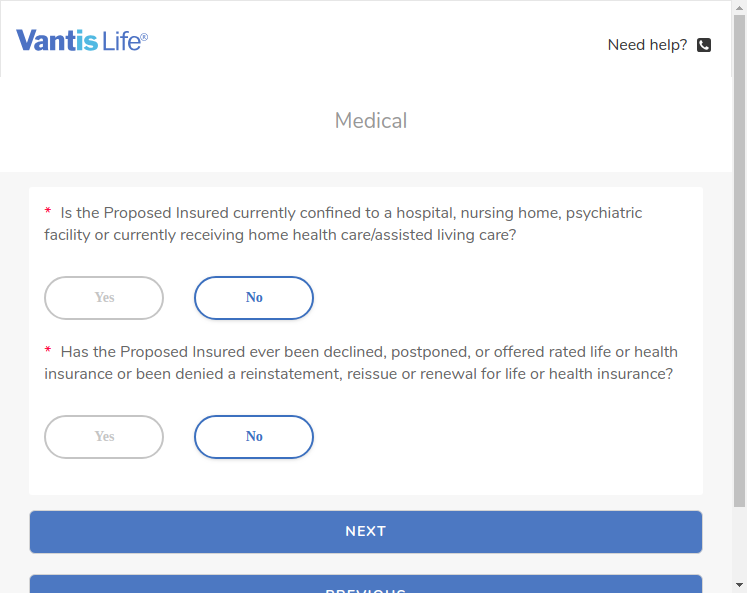 Vantis Life®
Need help?
Medical
* Is the Proposed Insured currently confined to a hospital, nursing home, psychiatric
facility or currently receiving home health care/assisted living care?
Yes No
* Has the Proposed Insured ever been declined, postponed, or offered rated life or health
insurance or been denied a reinstatement, reissue or renewal for life or health insurance?
Yes No
NEXT
PREVIOUS